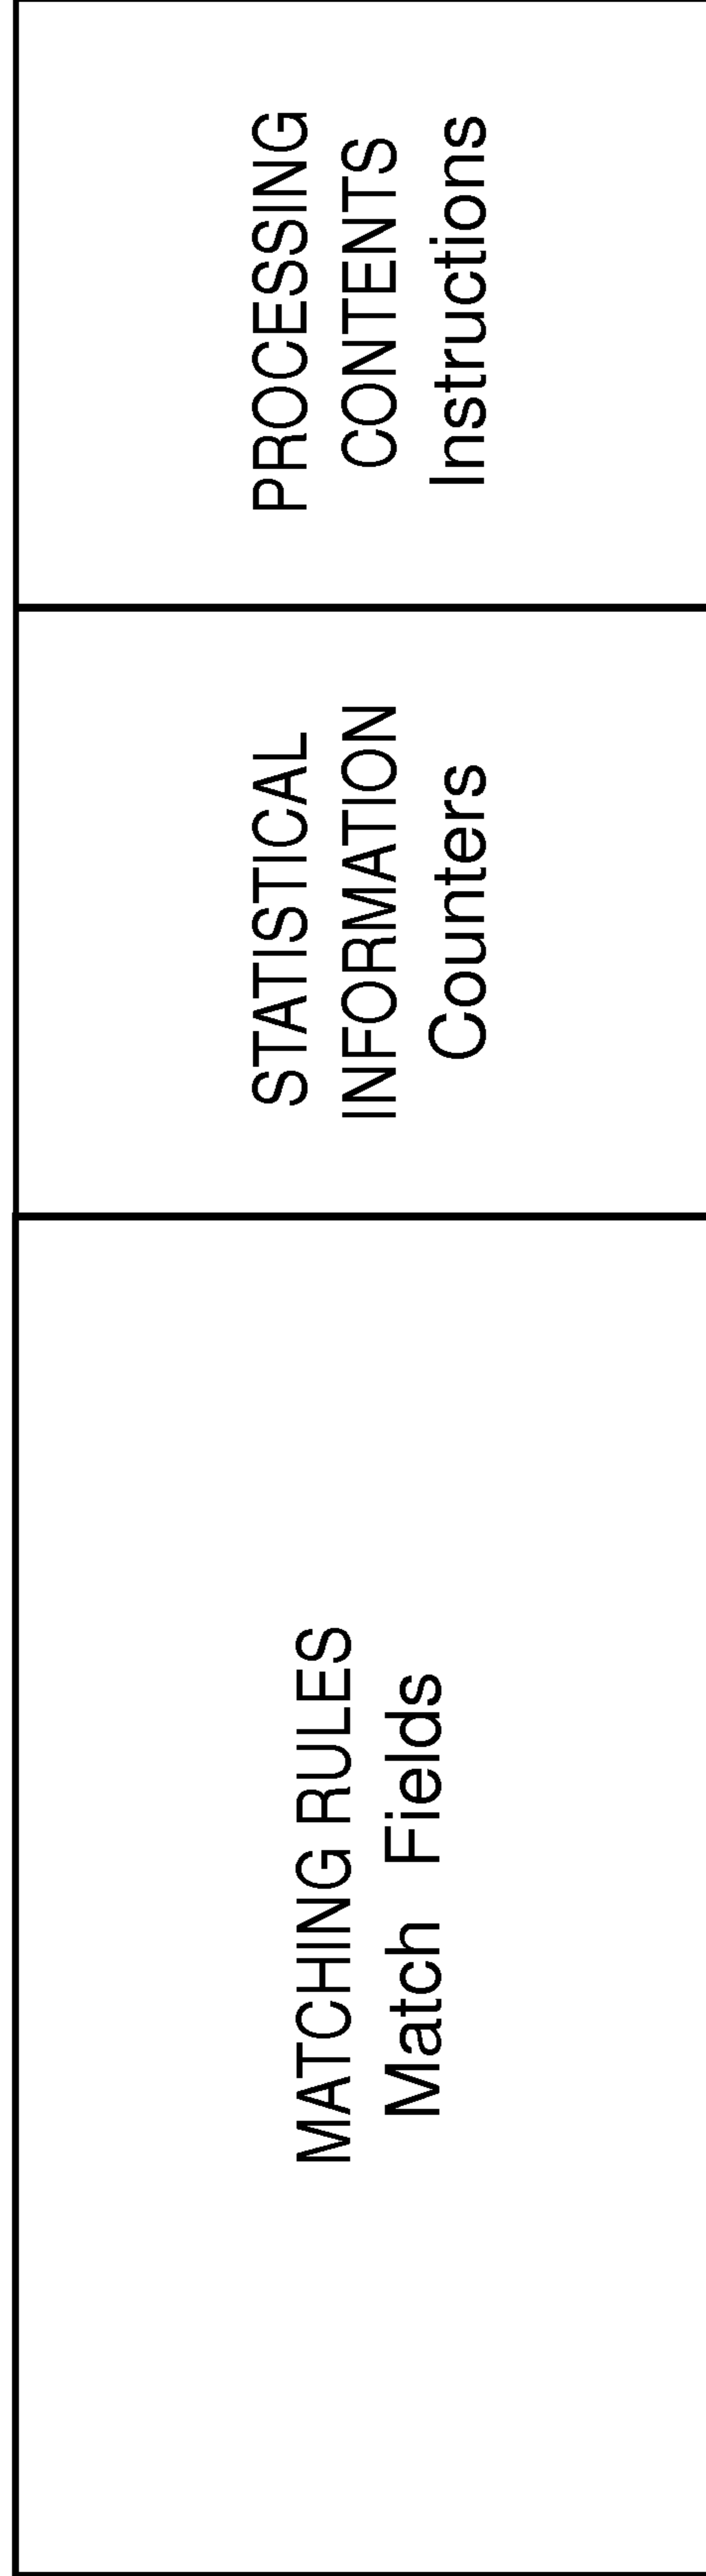 MATCHING RULES
Match Fields
STATISTICAL
INFORMATION
Counters
PROCESSING
CONTENTS
Instructions